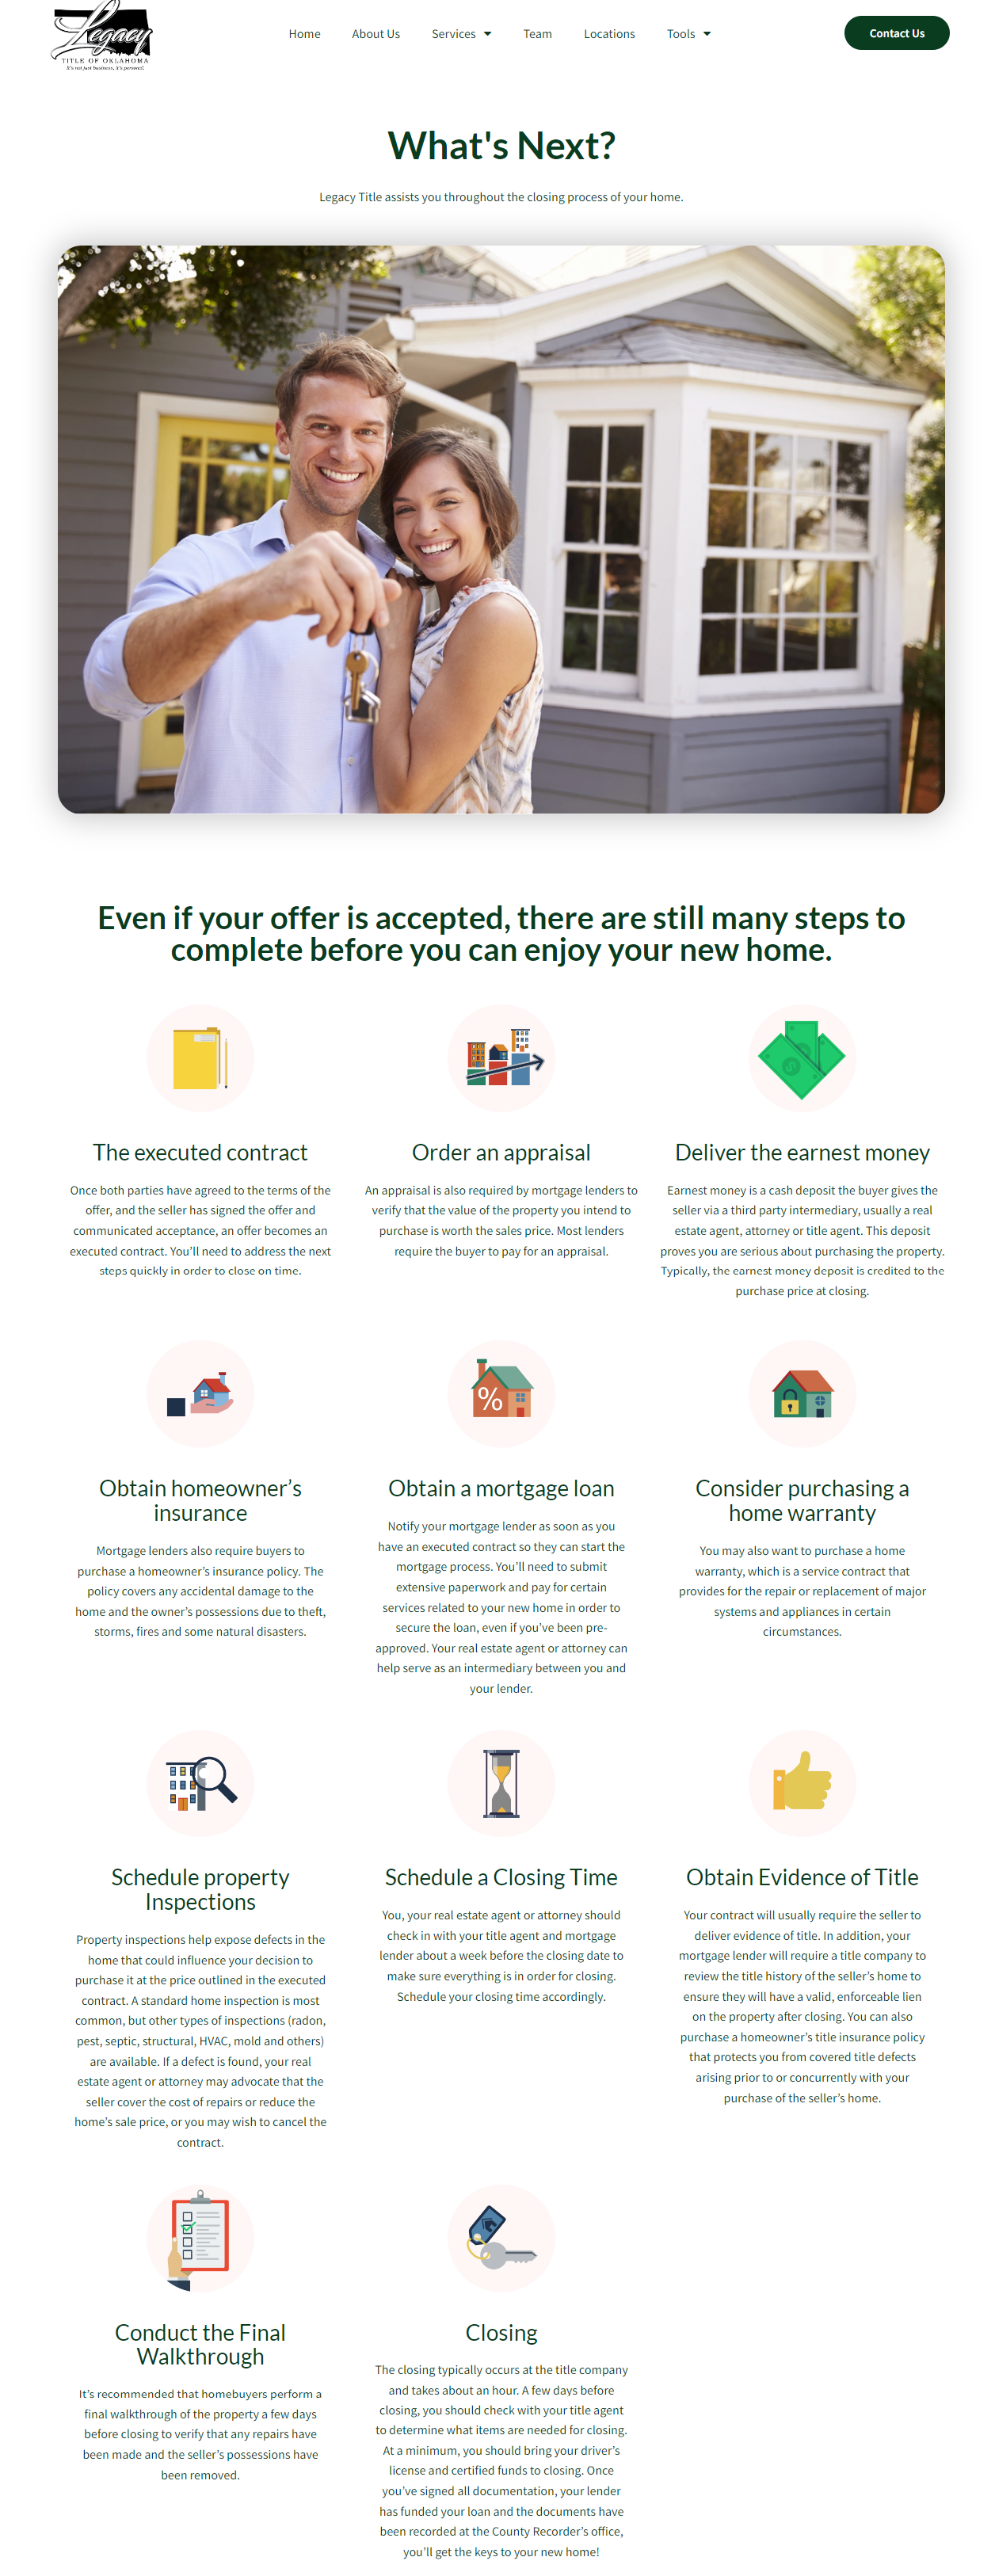 Legacy
TITLE OF OKLAHOMA
It's not just business, it's personal.
Home
About Us
Services
Team
Locations
Tools
Contact Us
What's Next?
Legacy Title assists you throughout the closing process of your home.
Even if your offer is accepted, there are still many steps to
complete before you can enjoy your new home.
The executed contract
Once both parties have agreed to the terms of the
offer, and the seller has signed the offer and
communicated acceptance, an offer becomes an
executed contract. You’ll need to address the next
steps quickly in order to close on time.
Order an appraisal
An appraisal is also required by mortgage lenders to
verify that the value of the property you intend to
purchase is worth the sales price. Most lenders
require the buyer to pay for an appraisal.
Deliver the earnest money
Earnest money is a cash deposit the buyer gives the
seller via a third party intermediary, usually a real
estate agent, attorney or title agent. This deposit
proves you are serious about purchasing the property.
Typically, the earnest money deposit is credited to the
purchase price at closing.
Obtain homeowner’s
insurance
Mortgage lenders also require buyers to
purchase a homeowner’s insurance policy. The
policy covers any accidental damage to the
home and the owner’s possessions due to theft,
storms, fires and some natural disasters.
%
Obtain a mortgage loan
Notify your mortgage lender as soon as you
have an executed contract so they can start the
mortgage process. You’ll need to submit
extensive paperwork and pay for certain
services related to your new home in order to
secure the loan, even if you’ve been pre-
approved. Your real estate agent or attorney can
help serve as an intermediary between you and
your lender.
Consider purchasing a
home warranty
You may also want to purchase a home
warranty, which is a service contract that
provides for the repair or replacement of major
systems and appliances in certain
circumstances.
Schedule property
Inspections
Property inspections help expose defects in the
home that could influence your decision to
purchase it at the price outlined in the executed
contract. A standard home inspection is most
common, but other types of inspections (radon,
pest, septic, structural, HVAC, mold and others)
are available. If a defect is found, your real
estate agent or attorney may advocate that the
seller cover the cost of repairs or reduce the
home’s sale price, or you may wish to cancel the
contract.
Schedule a Closing Time
You, your real estate agent or attorney should
check in with your title agent and mortgage
lender about a week before the closing date to
make sure everything is in order for closing.
Schedule your closing time accordingly.
Obtain Evidence of Title
Your contract will usually require the seller to
deliver evidence of title. In addition, your
mortgage lender will require a title company to
review the title history of the seller’s home to
ensure they will have a valid, enforceable lien
on the property after closing. You can also
purchase a homeowner’s title insurance policy
that protects you from covered title defects
arising prior to or concurrently with your
purchase of the seller’s home.
Conduct the Final
Walkthrough
It’s recommended that homebuyers perform a
final walkthrough of the property a few days
before closing to verify that any repairs have
been made and the seller’s possessions have
been removed.
Closing
The closing typically occurs at the title company
and takes about an hour. A few days before
closing, you should check with your title agent
to determine what items are needed for closing.
At a minimum, you should bring your driver’s
license and certified funds to closing. Once
you’ve signed all documentation, your lender
has funded your loan and the documents have
been recorded at the County Recorder’s office,
you’ll get the keys to your new home!